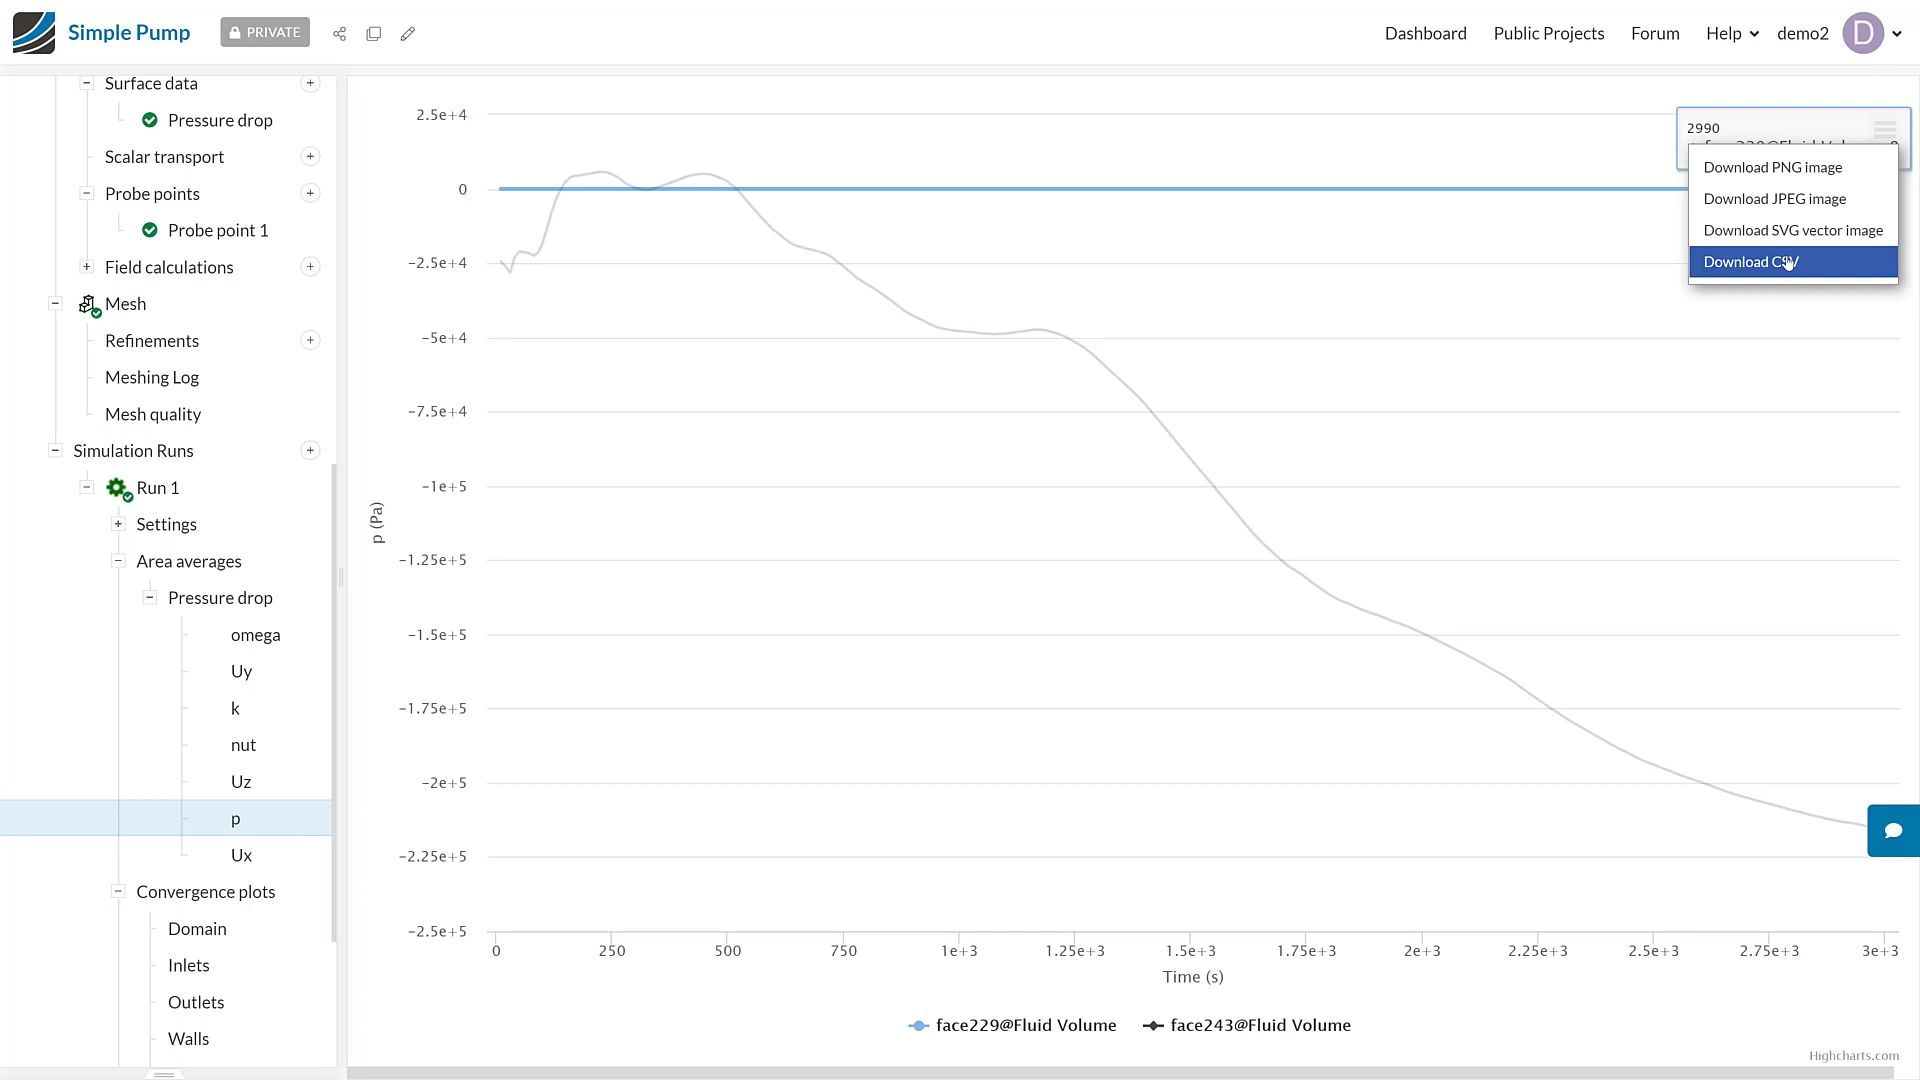 Simple Pump
PRIVATE
Dashboard
Public Projects
Forum
Help
demo2
D
Surface data
Pressure drop
Scalar transport
Probe points
Probe point 1
Field calculations
Mesh
Refinements
Meshing Log
Mesh quality
Simulation Runs
Run 1
Settings
Area averages
Pressure drop
omega
Uy
k
nut
Uz
p
Ux
Convergence plots
Domain
Inlets
Outlets
Walls
2990
Download PNG image
Download JPEG image
Download SVG vector image
Download CSV
p (Pa)
2.5e+4
0
−2.5e+4
−5e+4
−7.5e+4
−1e+5
−1.25e+5
−1.5e+5
−1.75e+5
−2e+5
−2.25e+5
−2.5e+5
0 250 500 750 1e+3 1.25e+3 1.5e+3 1.75e+3 2e+3 2.25e+3 2.5e+3 2.75e+3 3e+3
Time (s)
face229@Fluid Volume face243@Fluid Volume
Highcharts.com